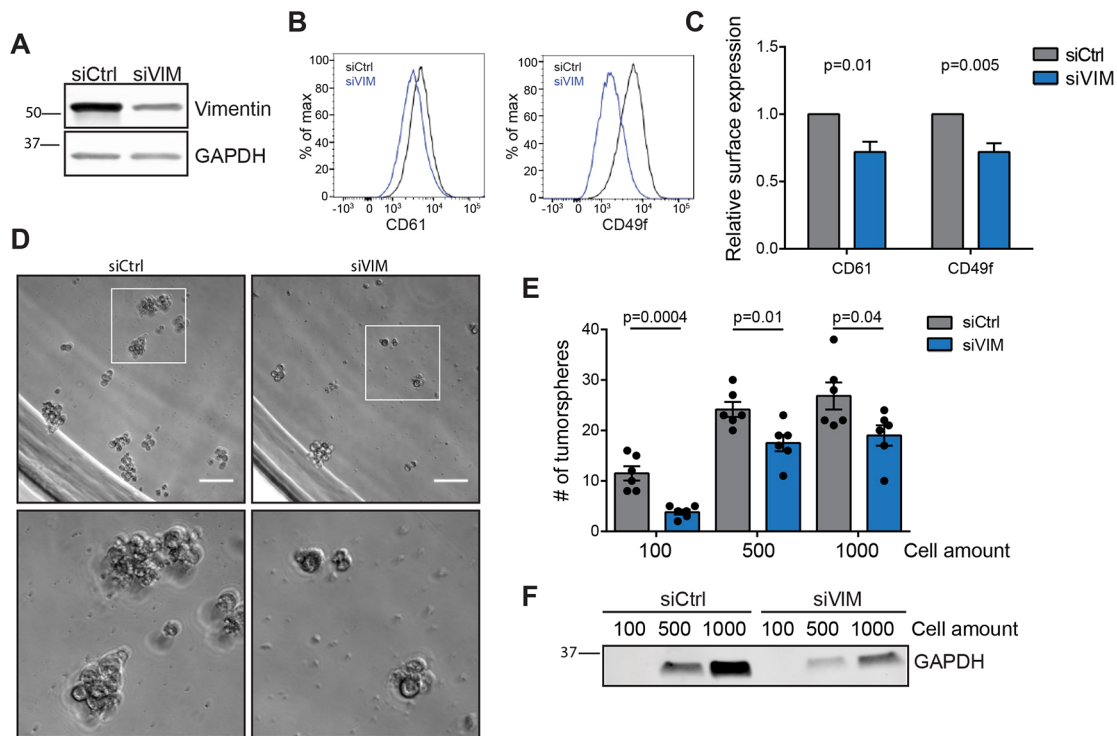 A
siCtrl siVIM
50
Vimentin
37
GAPDH
B
siCtrl
siVIM
% of max
100
80
60
40
20
0
-10³ 0 10³ 10⁴ 10⁵
CD61
siCtrl
siVIM
% of max
100
80
60
40
20
0
-10³ 0 10³ 10⁴ 10⁵
CD49f
C
Relative surface expression
1.5
1.0
0.5
0.0
p=0.01 p=0.005
CD61 CD49f
siCtrl
siVIM
D
siCtrl siVIM
E
# of tumorspheres
40
30
20
10
0
p=0.0004 p=0.01 p=0.04
siCtrl
siVIM
100 500 1000 Cell amount
F
siCtrl siVIM
100 500 1000 100 500 1000 Cell amount
37
GAPDH